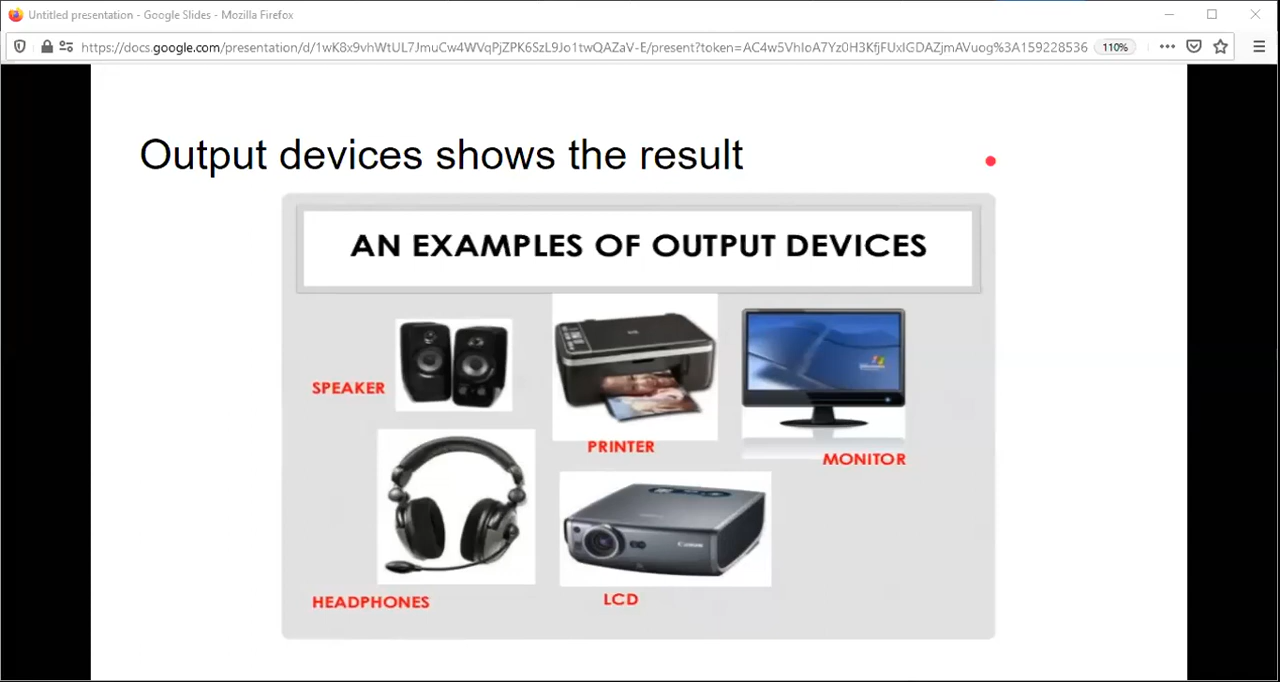 Untitled presentation - Google Slides - Mozilla Firefox
https://docs.google.com/presentation/d/1wK8x9vhWtUL7JmuCw4WVqPjZPK6SzL9Jo1twQAZaV-E/present?token=AC4w5VhIoA7Yz0H3KfjFUxIGDAZjmAVuog%3A159228536
110%
Output devices shows the result
AN EXAMPLES OF OUTPUT DEVICES
SPEAKER
PRINTER
MONITOR
Canon
HEADPHONES
LCD